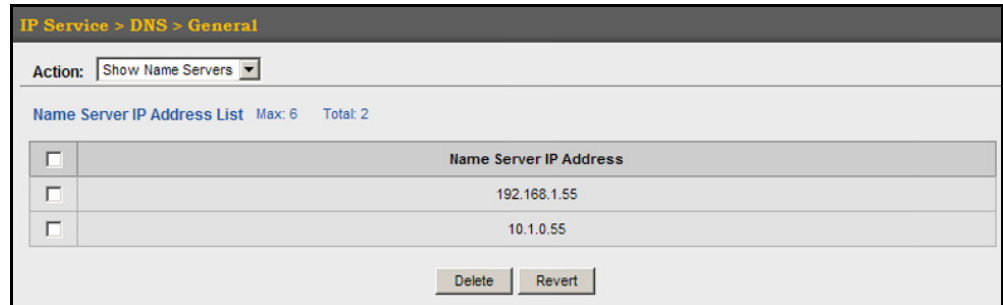 IP Service > DNS > General
Action: Show Name Servers
Name Server IP Address List Max: 6 Total: 2
Name Server IP Address
192.168.1.55
10.1.0.55
Delete Revert